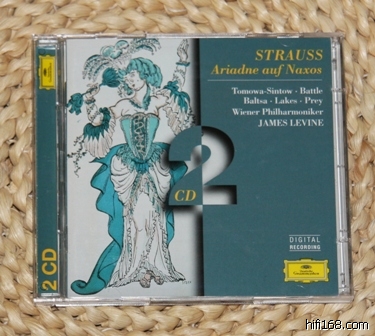 STRAUSS
Ariadne auf Naxos
Tomowa-Sintow · Battle
Baltsa · Lakes · Prey
Wiener Philharmoniker
JAMES LEVINE
2
CD
DIGITAL
RECORDING
2 CD
hifi168.com